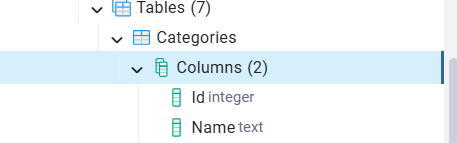 Tables (7)
Categories
Columns (2)
Id integer
Name text